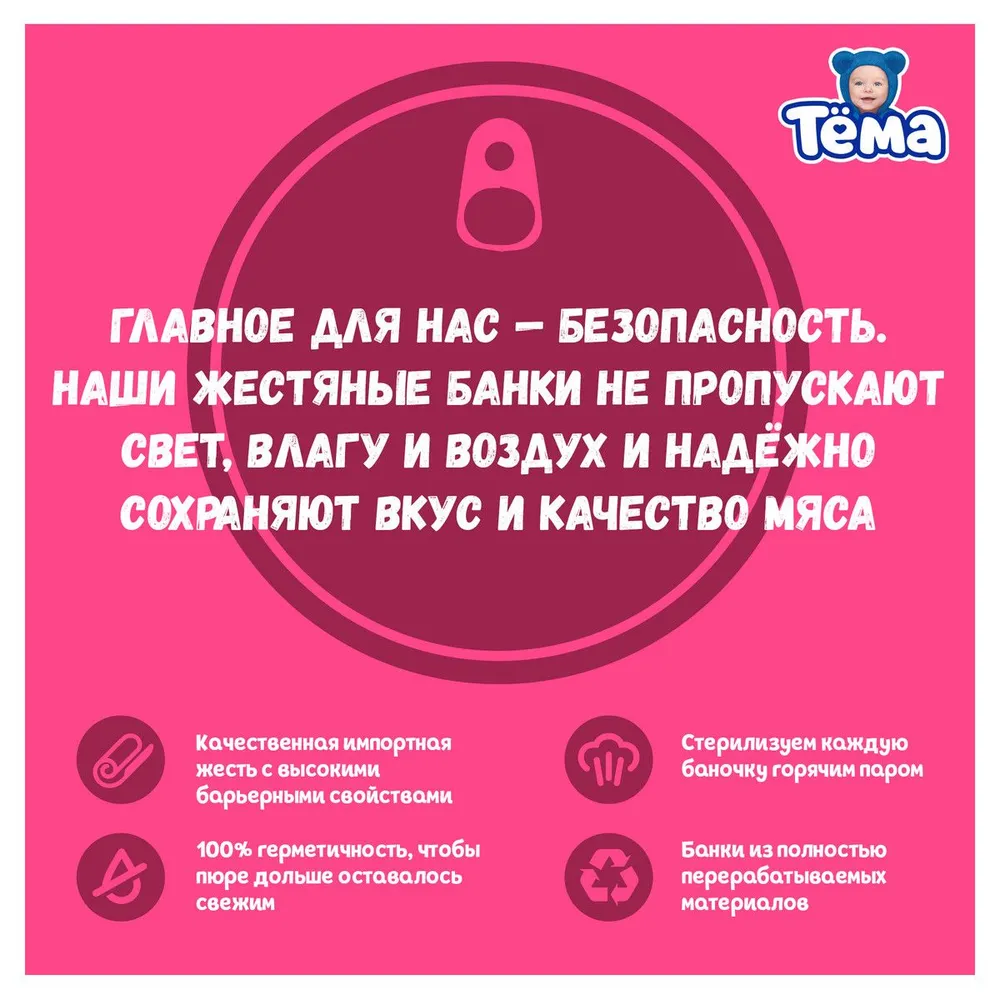 Тёма
ГЛАВНОЕ ДЛЯ НАС – БЕЗОПАСНОСТЬ.
НАШИ ЖЕСТЯНЫЕ БАНКИ НЕ ПРОПУСКАЮТ
СВЕТ, ВЛАГУ И ВОЗДУХ И НАДЁЖНО
СОХРАНЯЮТ ВКУС И КАЧЕСТВО МЯСА
Качественная импортная
жесть с высокими
барьерными свойствами
Стерилизуем каждую
баночку горячим паром
100% герметичность, чтобы
пюре дольше оставалось
свежим
Банки из полностью
перерабатываемых
материалов